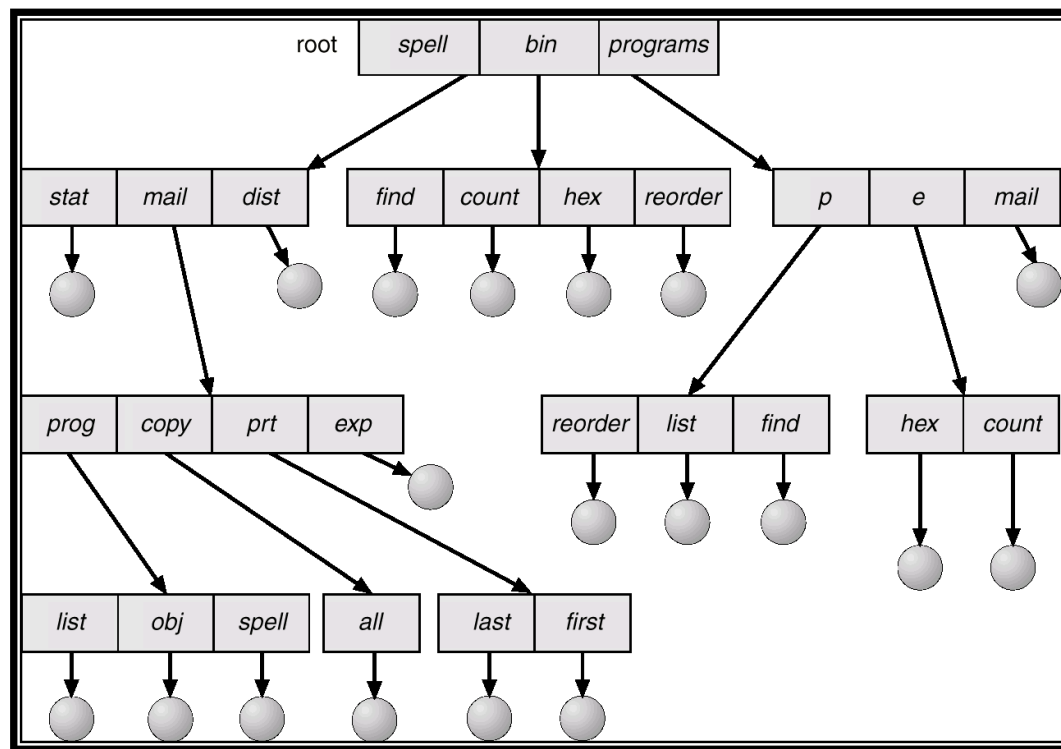 root spell bin programs
stat mail dist find count hex reorder p e mail
prog copy prt exp reorder list find hex count
list obj spell all last first